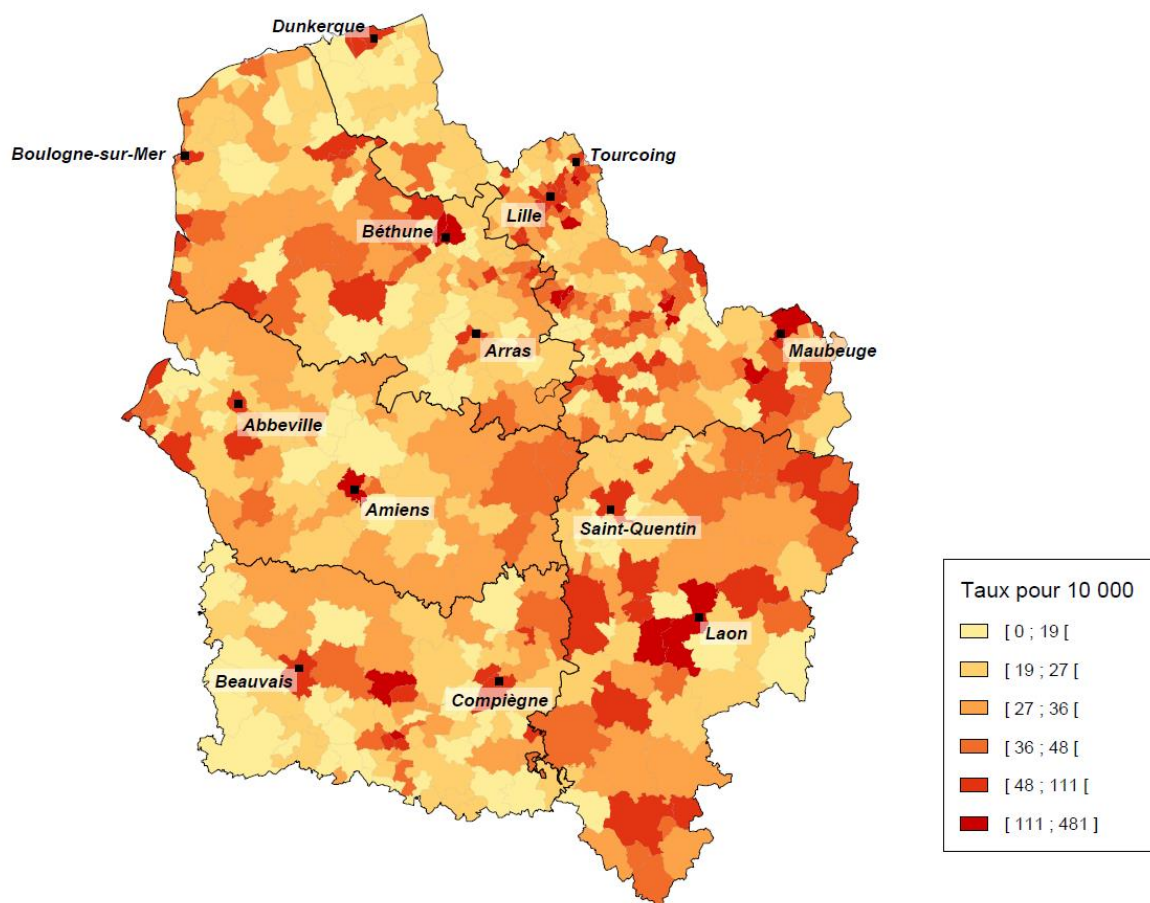 Dunkerque
Boulogne-sur-Mer
Tourcoing
Lille
Béthune
Arras
Maubeuge
Abbeville
Amiens
Saint-Quentin
Laon
Beauvais
Compiègne
Taux pour 10 000
[ 0 ; 19 [
[ 19 ; 27 [
[ 27 ; 36 [
[ 36 ; 48 [
[ 48 ; 111 [
[ 111 ; 481 ]